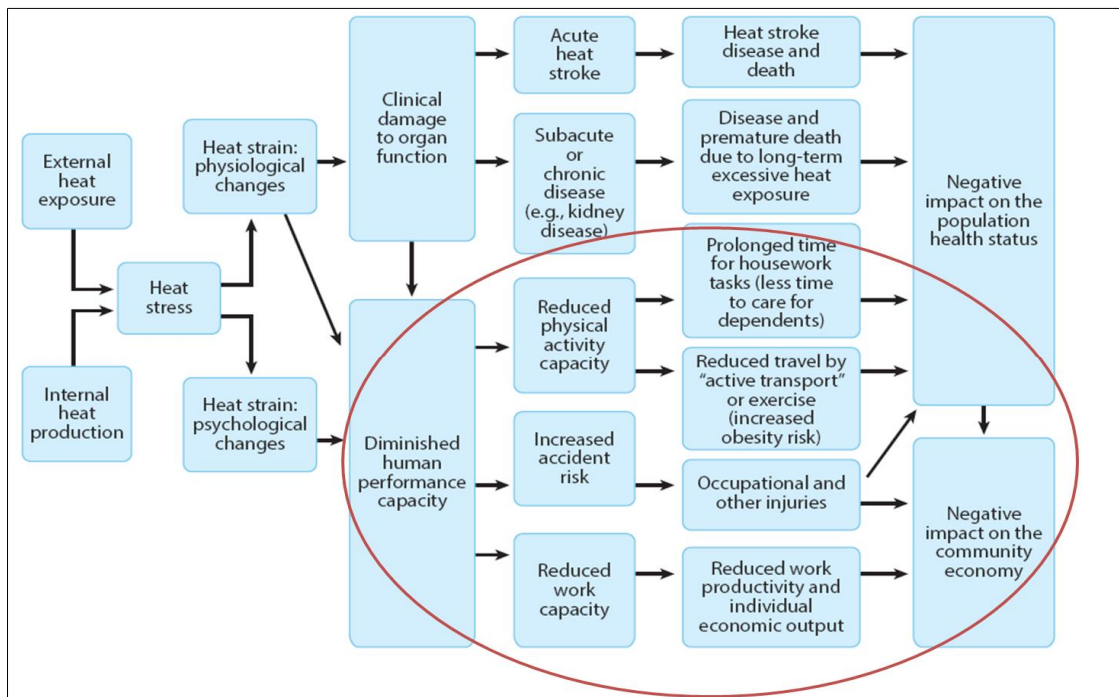 External
heat
exposure
Internal
heat
production
Heat
stress
Heat strain:
physiological
changes
Heat strain:
psychological
changes
Clinical
damage
to organ
function
Diminished
human
performance
capacity
Acute
heat
stroke
Subacute or
chronic
disease
(e.g., kidney
disease)
Reduced
physical
activity
capacity
Increased
accident
risk
Reduced
work
capacity
Heat stroke
disease and
death
Disease and
premature death
due to long-term
excessive heat
exposure
Prolonged time
for housework
tasks (less time
to care for
dependents)
Reduced travel by
“active transport”
or exercise
(increased
obesity risk)
Occupational and
other injuries
Reduced work
productivity and
individual
economic output
Negative
impact on the
population
health status
Negative
impact on the
community
economy